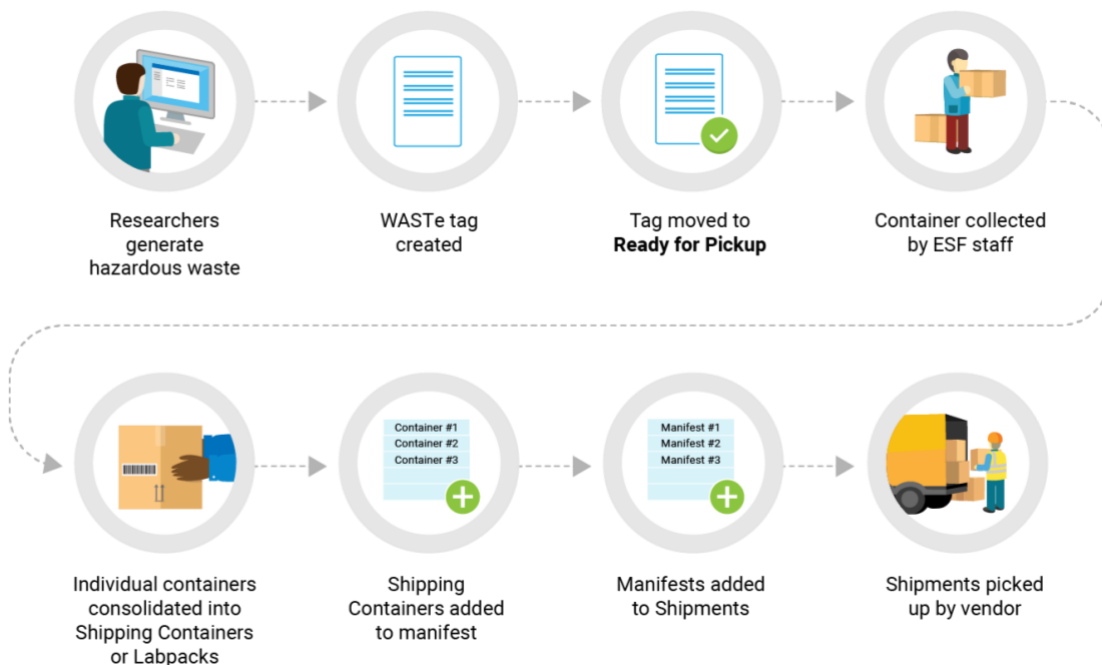 Researchers
generate
hazardous waste
WASTe tag
created
Tag moved to
Ready for Pickup
Container collected
by ESF staff
Container #1
Container #2
Container #3
Manifest #1
Manifest #2
Manifest #3
Individual containers
consolidated into
Shipping Containers
or Labpacks
Shipping
Containers added
to manifest
Manifests added
to Shipments
Shipments picked
up by vendor